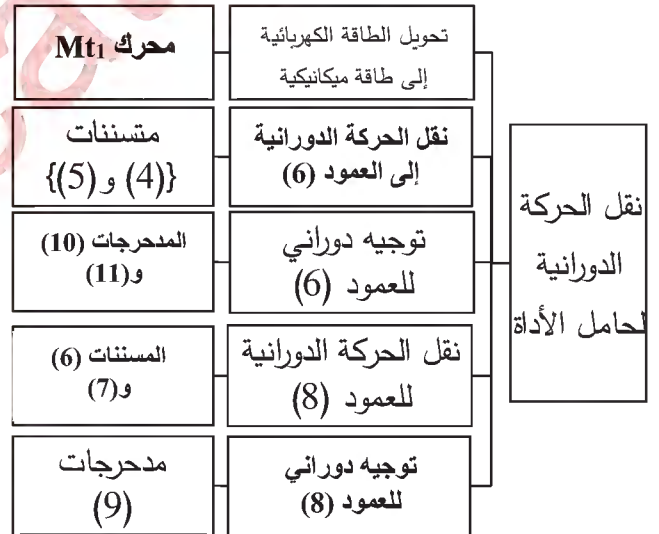 نقل الحركة
الدورانية
لحامل الأداة
تحويل الطاقة الكهربائية
إلى طاقة ميكانيكية
محرك Mt1
نقل الحركة الدورانية
إلى العمود (6)
متسننات
{(4) و (5)}
توجيه دوراني
للعمود (6)
المدحرجات (10)
و(11)
نقل الحركة الدورانية
للعمود (8)
المسننات (6)
و(7)
توجيه دوراني
للعمود (8)
مدحرجات
(9)